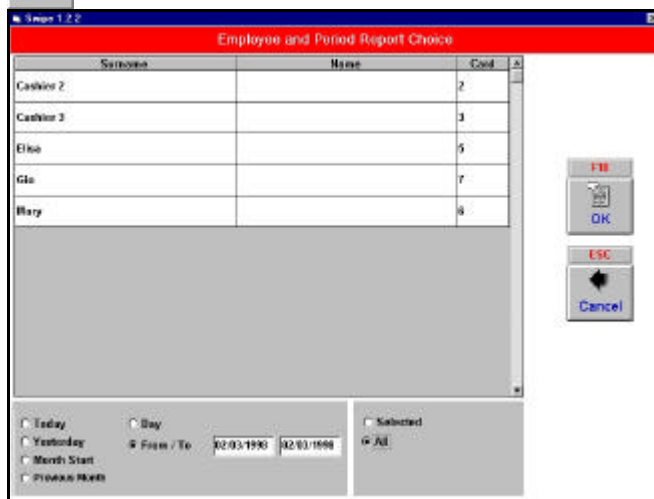 Swipe 1.2.2
Employee and Period Report Choice
Surname Name Card
Cashier 2 2
Cashier 3 3
Elisa 5
Gio 7
Mary 6
F10
OK
ESC
Cancel
Today Day Selected
Yesterday From / To 02/03/1998 02/03/1998 All
Month Start
Previous Month